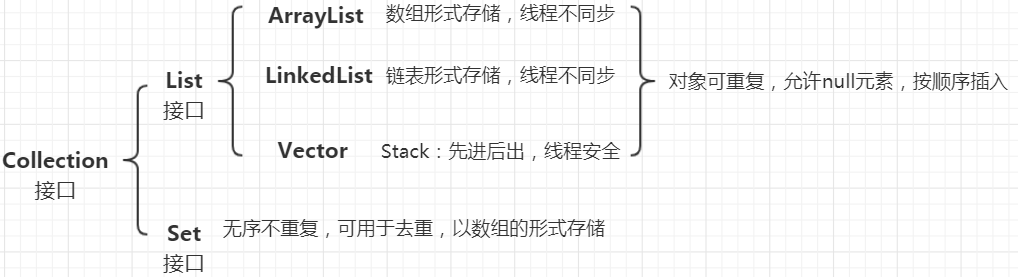 ArrayList 数组形式存储，线程不同步
List
接口
LinkedList 链表形式存储，线程不同步
对象可重复，允许null元素，按顺序插入
Vector Stack：先进后出，线程安全
Collection
接口
Set
接口
无序不重复，可用于去重，以数组的形式存储